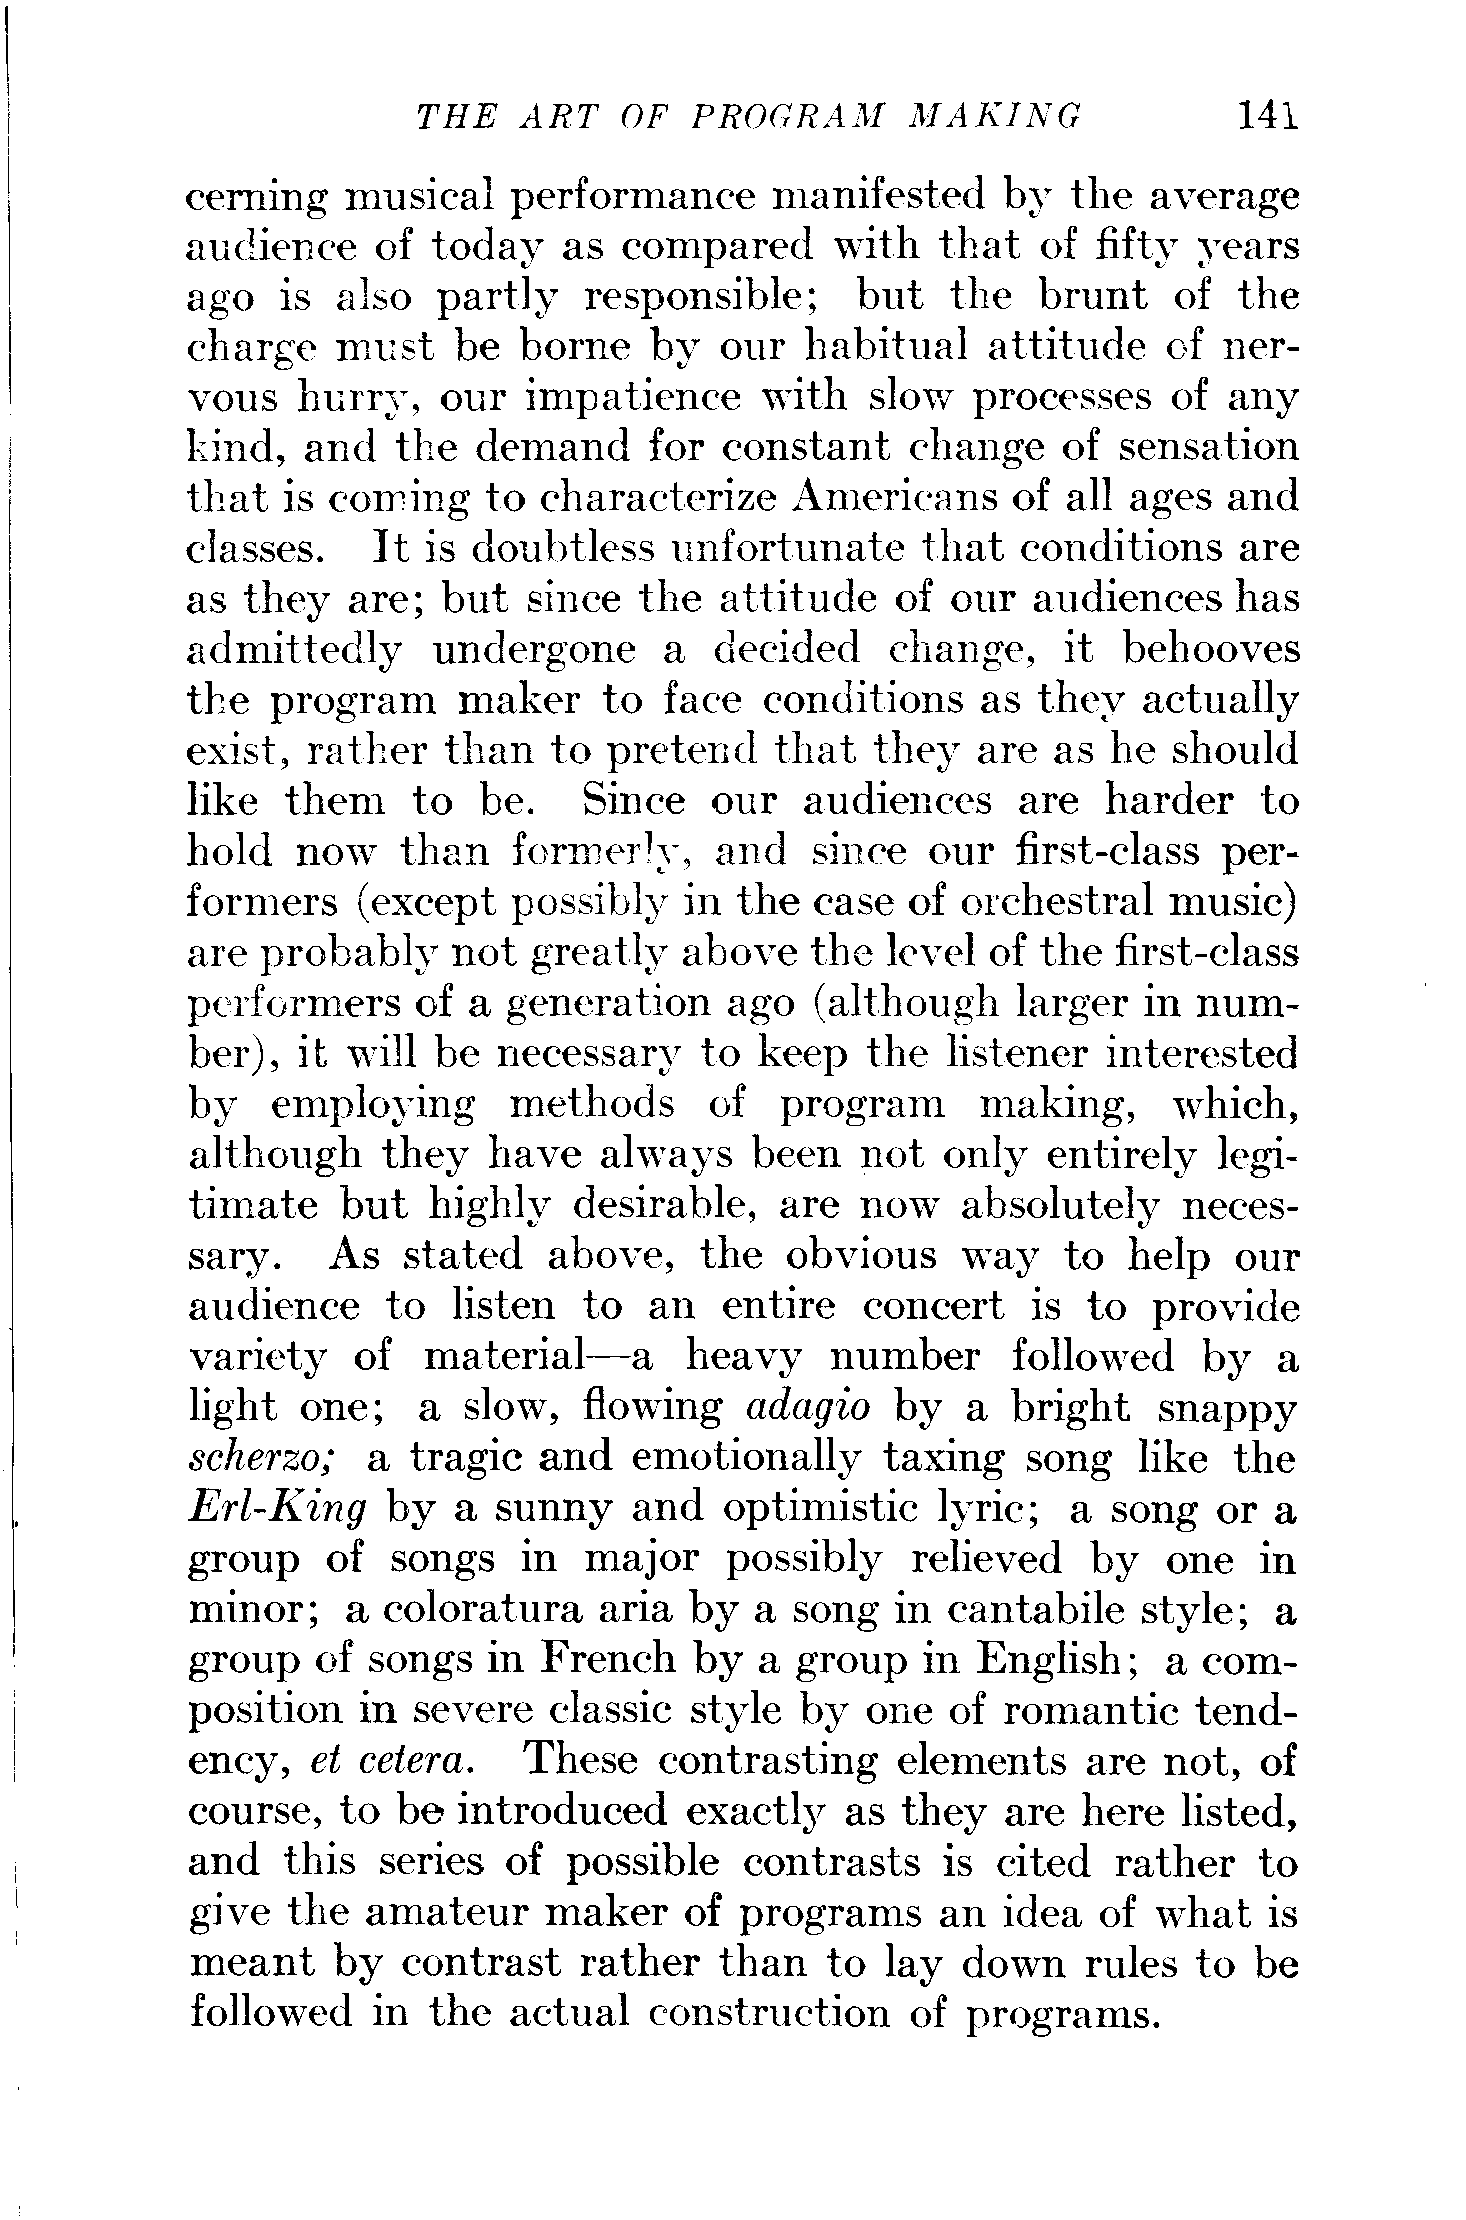 THE ART OF PROGRAM MAKING 141
cerning musical performance manifested by the average
audience of today as compared with that of fifty years
ago is also partly responsible; but the brunt of the
charge must be borne by our habitual attitude of ner-
vous hurry, our impatience with slow processes of any
kind, and the demand for constant change of sensation
that is coming to characterize Americans of all ages and
classes. It is doubtless unfortunate that conditions are
as they are; but since the attitude of our audiences has
admittedly undergone a decided change, it behooves
the program maker to face conditions as they actually
exist, rather than to pretend that they are as he should
like them to be. Since our audiences are harder to
hold now than formerly, and since our first-class per-
formers (except possibly in the case of orchestral music)
are probably not greatly above the level of the first-class
performers of a generation ago (although larger in num-
ber), it will be necessary to keep the listener interested
by employing methods of program making, which,
although they have always been not only entirely legi-
timate but highly desirable, are now absolutely neces-
sary. As stated above, the obvious way to help our
audience to listen to an entire concert is to provide
variety of material—a heavy number followed by a
light one; a slow, flowing adagio by a bright snappy
scherzo; a tragic and emotionally taxing song like the
Erl-King by a sunny and optimistic lyric; a song or a
group of songs in major possibly relieved by one in
minor; a coloratura aria by a song in cantabile style; a
group of songs in French by a group in English; a com-
position in severe classic style by one of romantic tend-
ency, et cetera. These contrasting elements are not, of
course, to be introduced exactly as they are here listed,
and this series of possible contrasts is cited rather to
give the amateur maker of programs an idea of what is
meant by contrast rather than to lay down rules to be
followed in the actual construction of programs.